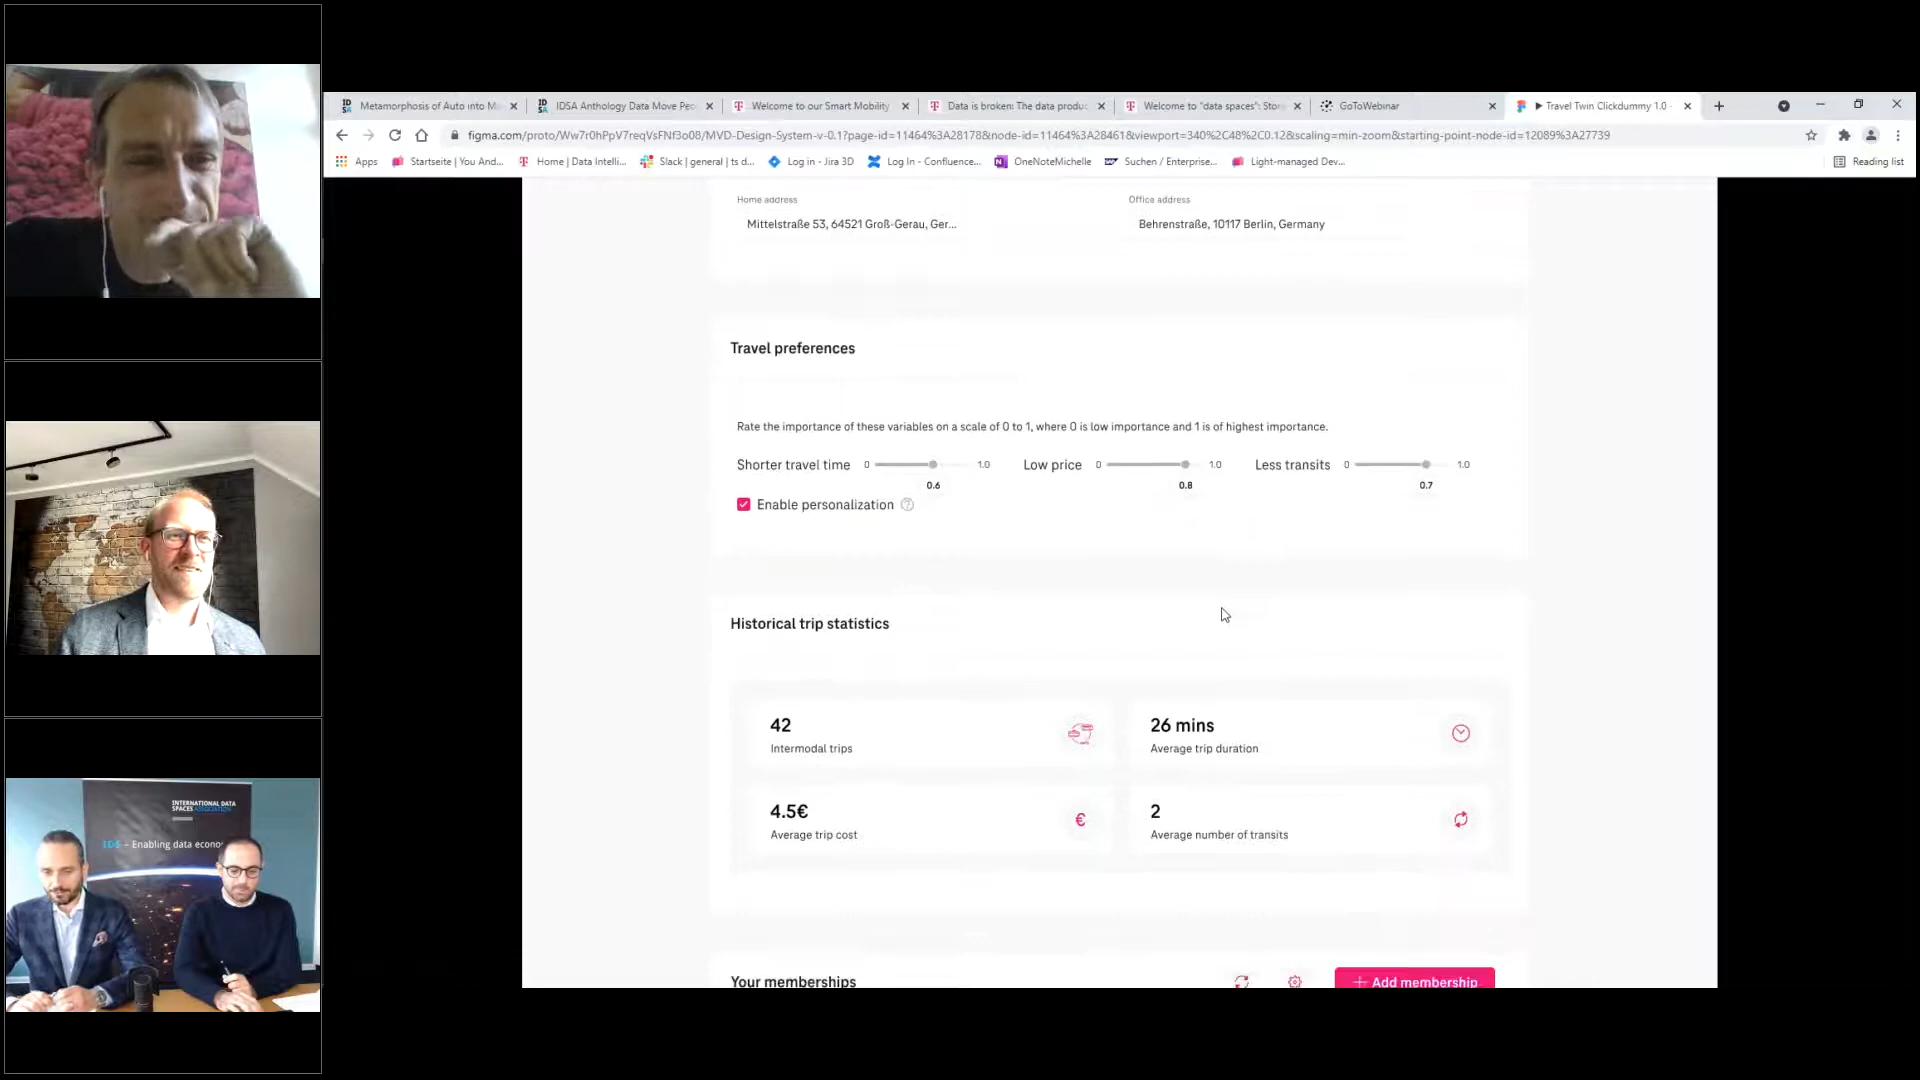 Metamorphosis of Auto into M
IDSA Anthology Data Move Peo
Welcome to our Smart Mobility
Data is broken: The data produc
Welcome to "data spaces": Stor
GoToWebinar
Travel Twin Clickdummy 1.0 -
figma.com/proto/Ww7r0hPpV7reqVsFNf3o08/MVD-Design-System-v-0.1?page-id=11464%3A28178&node-id=11464%3A28461&viewport=340%2C48%2C0.12&scaling=min-zoom&starting-point-node-id=12089%3A27739
Apps
Startseite | You And...
Home | Data Intelli...
Slack | general | ts d...
Log in - Jira 3D
Log In - Confluence...
OneNoteMichelle
Suchen / Enterprise...
Light-managed Dev...
Reading list
Home address
Office address
Mittelstraße 53, 64521 Groß-Gerau, Ger...
Behrenstraße, 10117 Berlin, Germany
Travel preferences
Rate the importance of these variables on a scale of 0 to 1, where 0 is low importance and 1 is of highest importance.
Shorter travel time 0 1.0
0.6
Low price 0 1.0
0.8
Less transits 0 1.0
0.7
Enable personalization ?
Historical trip statistics
42
Intermodal trips
26 mins
Average trip duration
4.5€
Average trip cost
€
2
Average number of transits
Your memberships
+ Add membership
INTERNATIONAL DATA
SPACES ASSOCIATION
IDS – Enabling data econo